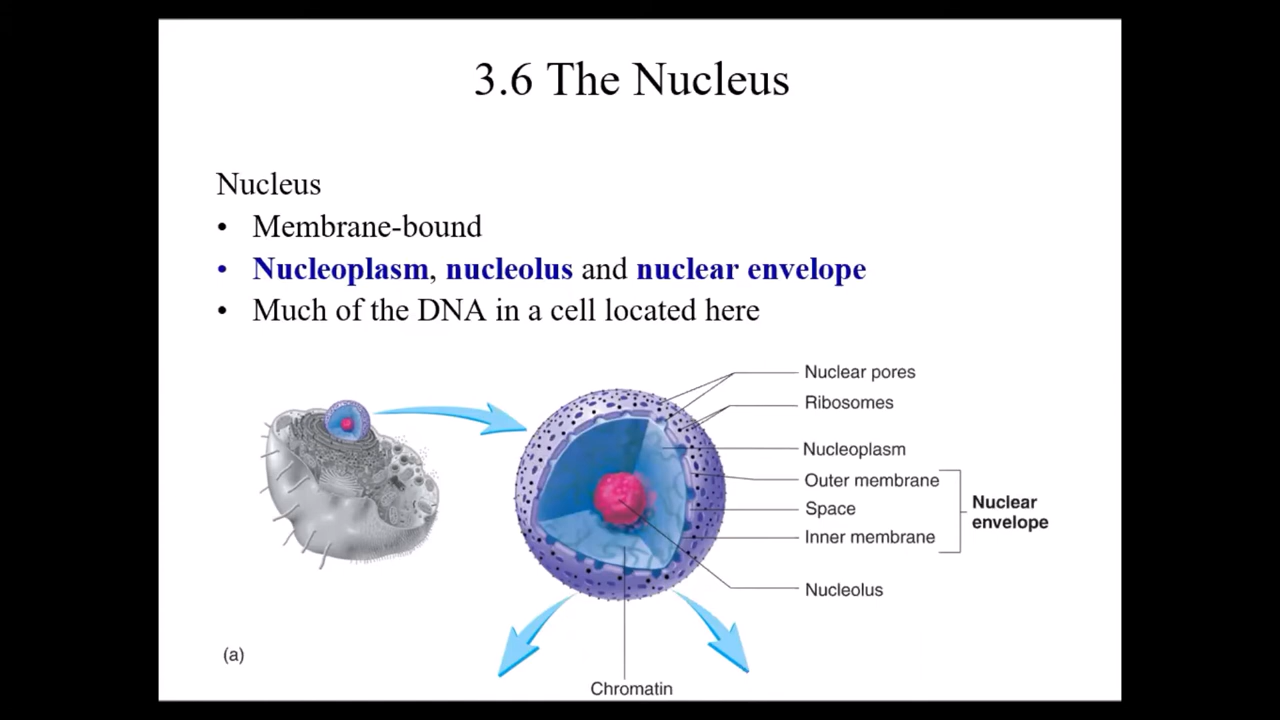 3.6 The Nucleus
Nucleus
• Membrane-bound
• Nucleoplasm, nucleolus and nuclear envelope
• Much of the DNA in a cell located here
Nuclear pores
Ribosomes
Nucleoplasm
Outer membrane
Space
Inner membrane
Nuclear
envelope
Nucleolus
(a)
Chromatin